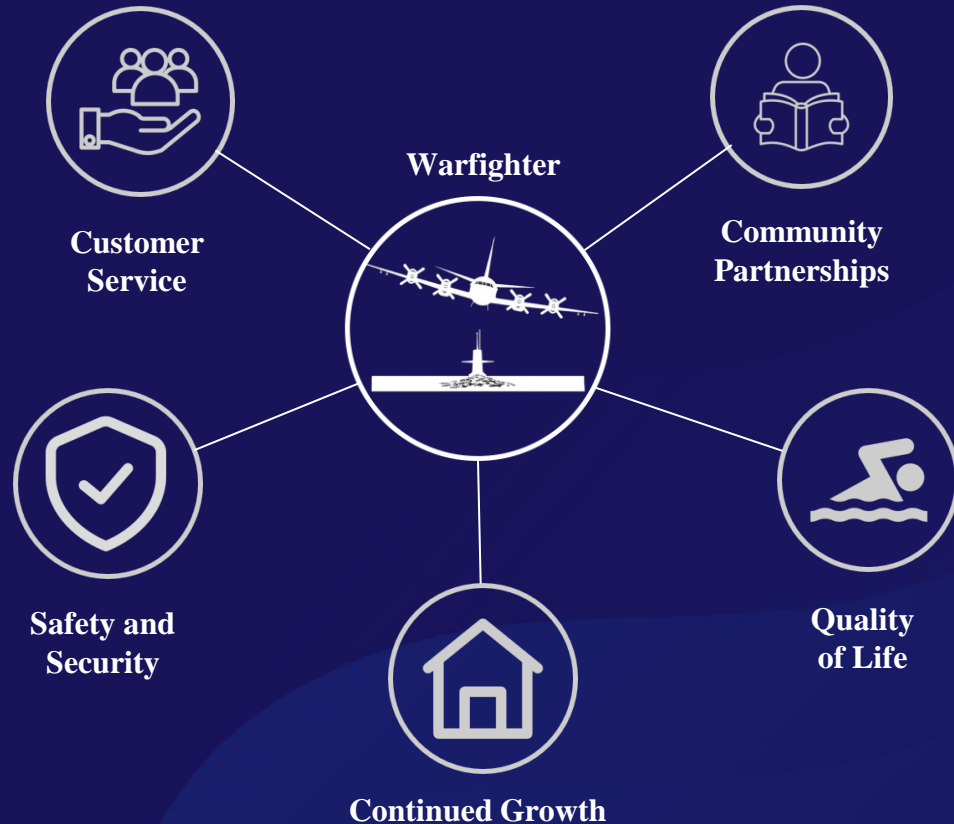 Warfighter
Customer
Service
Community
Partnerships
Safety and
Security
Quality
of Life
Continued Growth